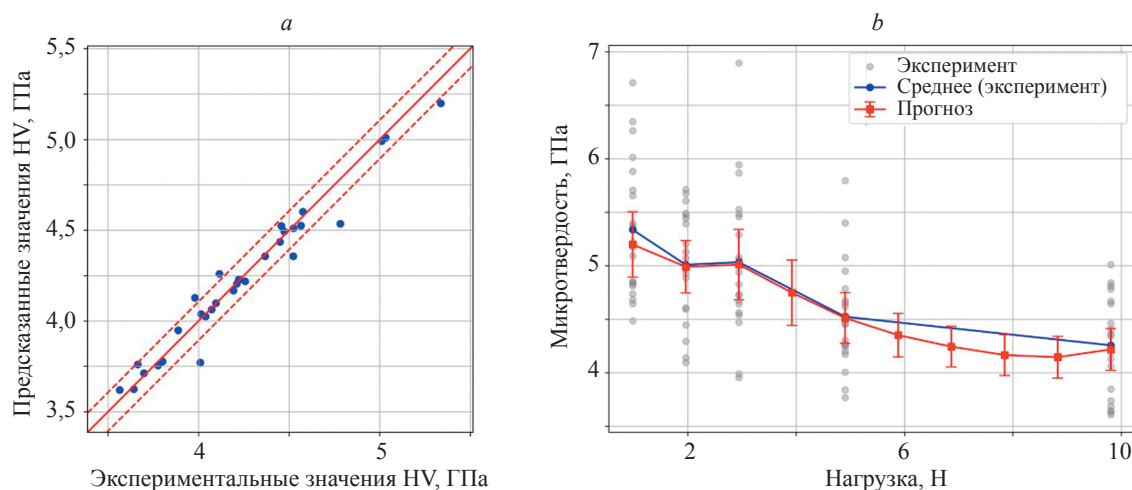 a
b
5,5
5,0
4,5
4,0
3,5
Предсказанные значения HV, ГПа
4
5
Экспериментальные значения HV, ГПа
7
6
5
4
Микротвердость, ГПа
Эксперимент
Среднее (эксперимент)
Прогноз
2
6
10
Нагрузка, Н